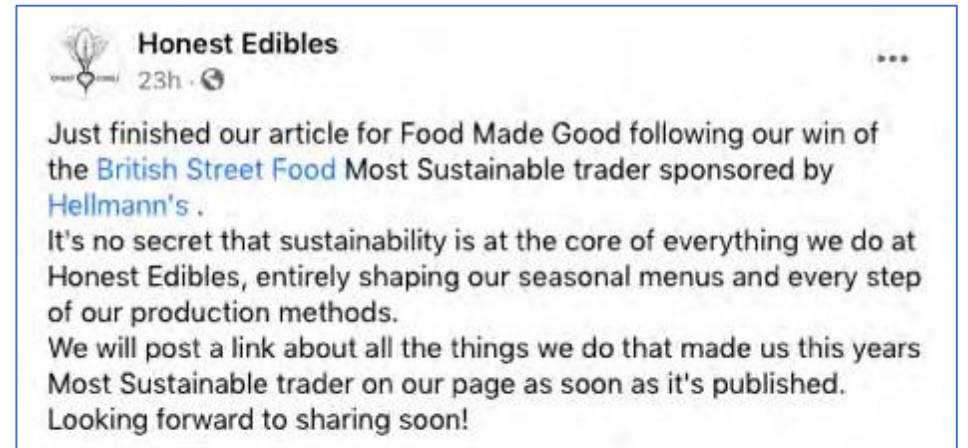 Honest Edibles
23h ·
Just finished our article for Food Made Good following our win of
the British Street Food Most Sustainable trader sponsored by
Hellmann's .
It's no secret that sustainability is at the core of everything we do at
Honest Edibles, entirely shaping our seasonal menus and every step
of our production methods.
We will post a link about all the things we do that made us this years
Most Sustainable trader on our page as soon as it's published.
Looking forward to sharing soon!